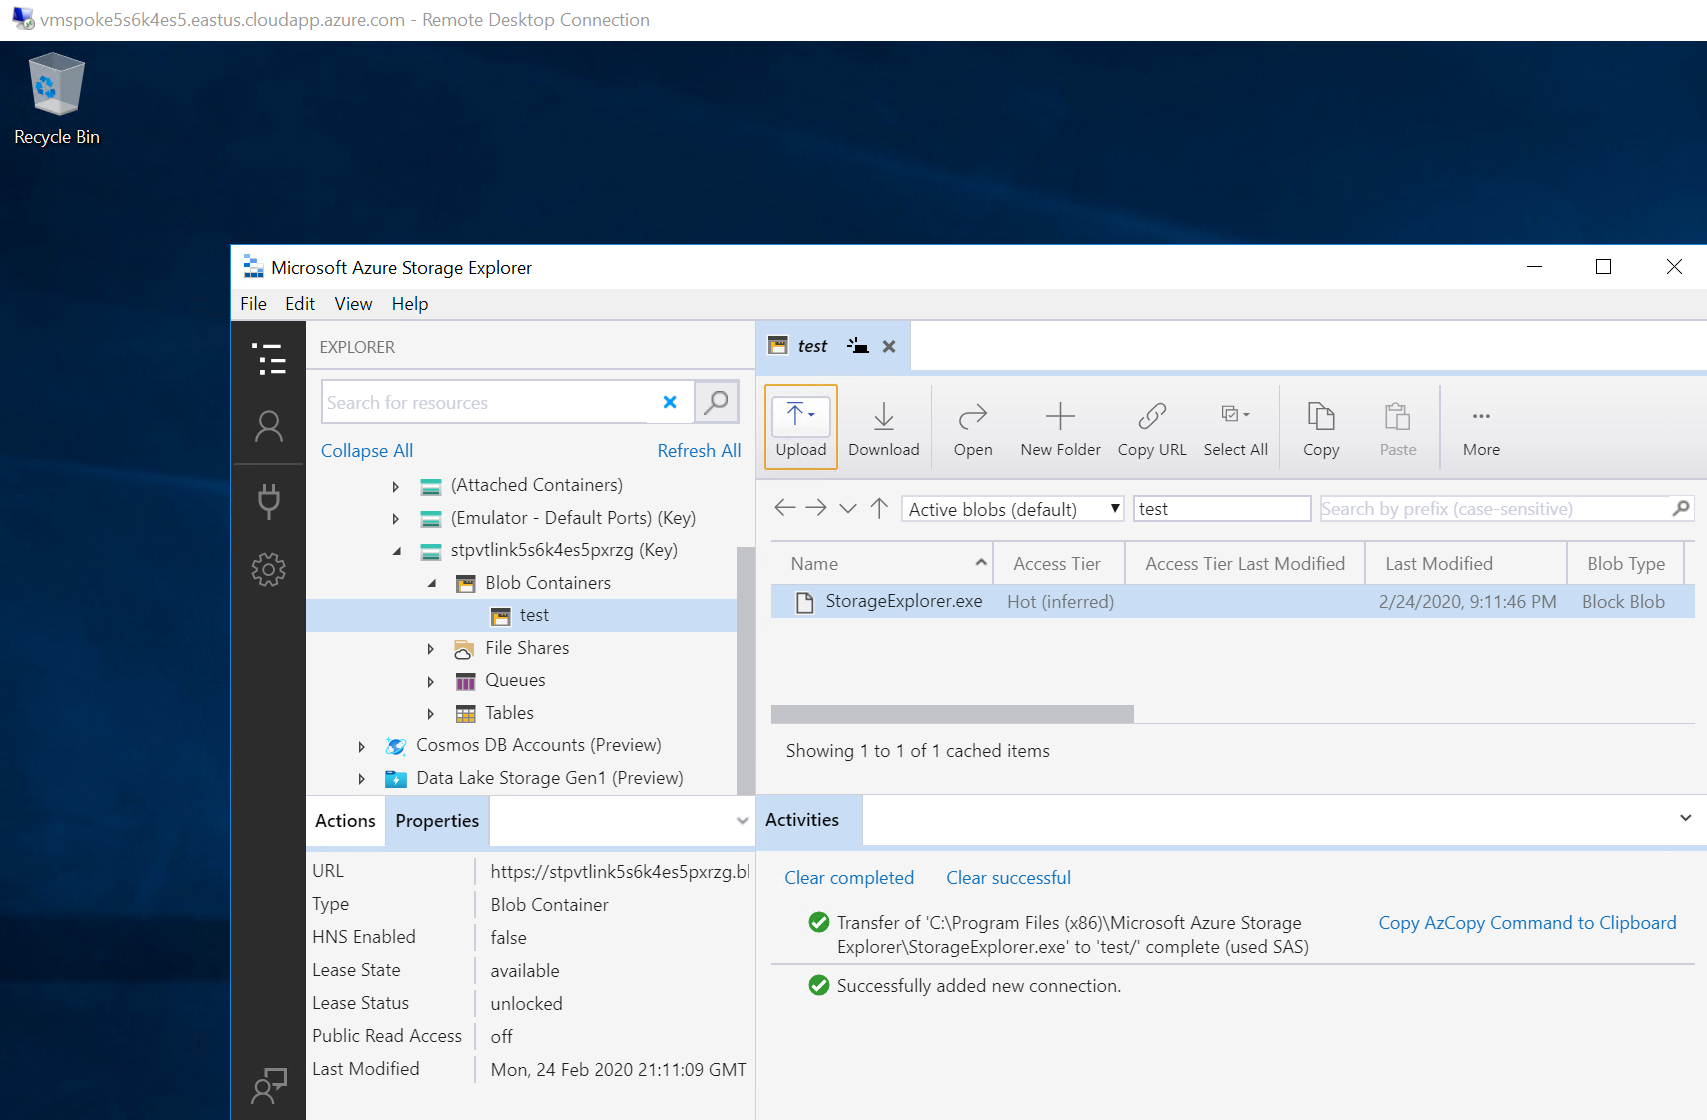 vmspoke5s6k4es5.eastus.cloudapp.azure.com - Remote Desktop Connection
Recycle Bin
Microsoft Azure Storage Explorer
File Edit View Help
EXPLORER
Search for resources
Collapse All Refresh All
(Attached Containers)
(Emulator - Default Ports) (Key)
stpvtlink5s6k4es5pxrzg (Key)
Blob Containers
test
File Shares
Queues
Tables
Cosmos DB Accounts (Preview)
Data Lake Storage Gen1 (Preview)
Actions Properties
URL https://stpvtlink5s6k4es5pxrzg.bl
Type Blob Container
HNS Enabled false
Lease State available
Lease Status unlocked
Public Read Access off
Last Modified Mon, 24 Feb 2020 21:11:09 GMT
test
Upload Download Open New Folder Copy URL Select All Copy Paste More
Active blobs (default) test Search by prefix (case-sensitive)
Name Access Tier Access Tier Last Modified Last Modified Blob Type
StorageExplorer.exe Hot (inferred) 2/24/2020, 9:11:46 PM Block Blob
Showing 1 to 1 of 1 cached items
Activities
Clear completed Clear successful
Transfer of 'C:\Program Files (x86)\Microsoft Azure Storage
Explorer\StorageExplorer.exe' to 'test/' complete (used SAS)
Copy AzCopy Command to Clipboard
Successfully added new connection.